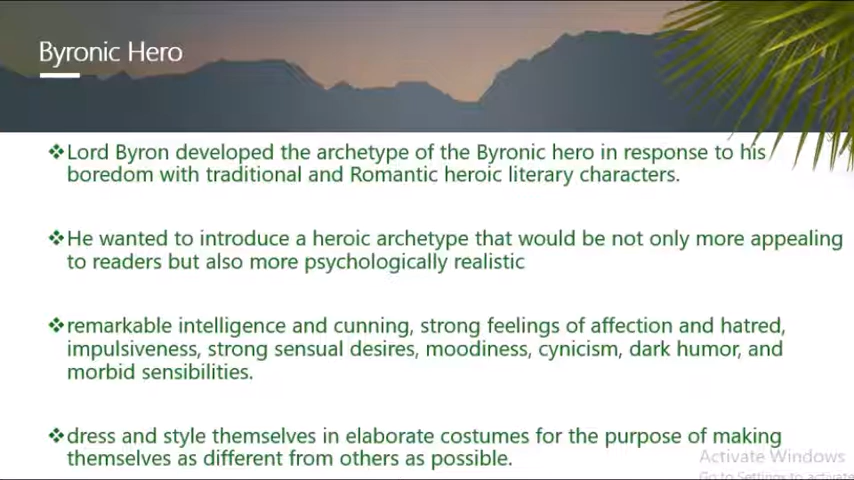 Byronic Hero
❖Lord Byron developed the archetype of the Byronic hero in response to his
boredom with traditional and Romantic heroic literary characters.
❖He wanted to introduce a heroic archetype that would be not only more appealing
to readers but also more psychologically realistic
❖remarkable intelligence and cunning, strong feelings of affection and hatred,
impulsiveness, strong sensual desires, moodiness, cynicism, dark humor, and
morbid sensibilities.
❖dress and style themselves in elaborate costumes for the purpose of making
themselves as different from others as possible.
Activate Windows
Go to Settings to activate